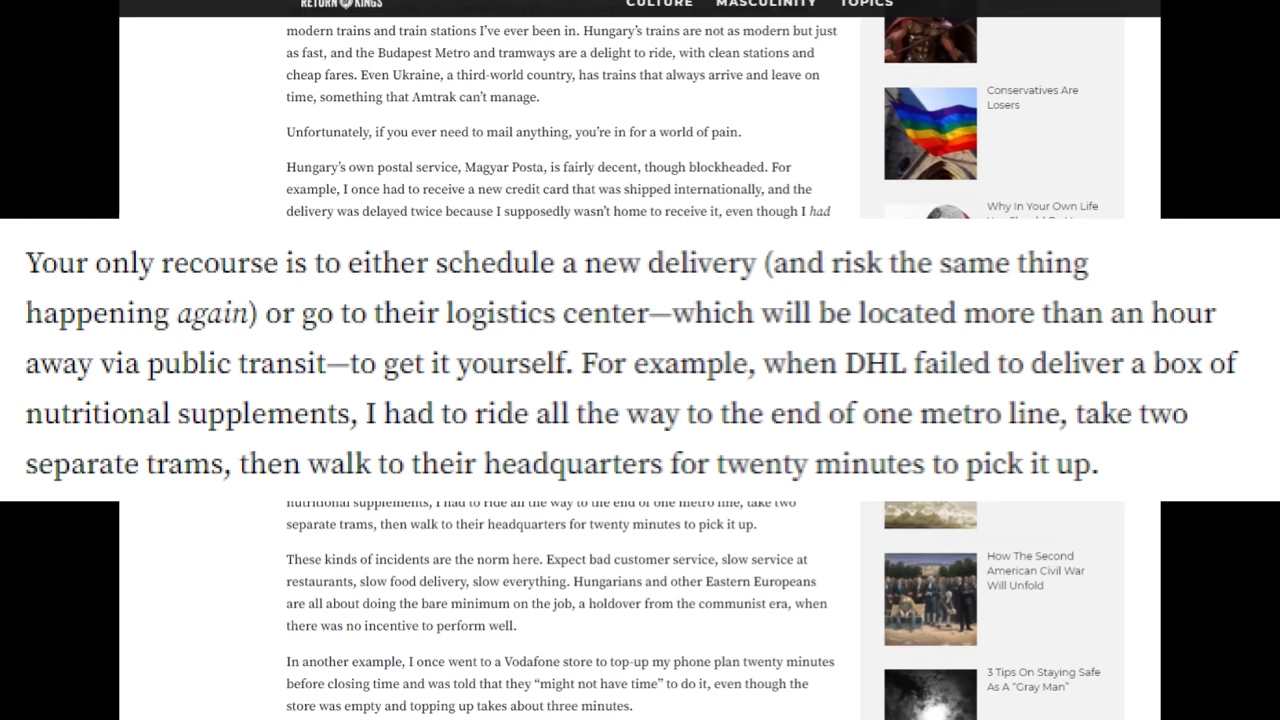 RETURN OF KINGS
CULTURE MASCULINITY TOPICS
modern trains and train stations I've ever been in. Hungary's trains are not as modern but just
as fast, and the Budapest Metro and tramways are a delight to ride, with clean stations and
cheap fares. Even Ukraine, a third-world country, has trains that always arrive and leave on
time, something that Amtrak can't manage.
Unfortunately, if you ever need to mail anything, you're in for a world of pain.
Hungary's own postal service, Magyar Posta, is fairly decent, though blockheaded. For
example, I once had to receive a new credit card that was shipped internationally, and the
delivery was delayed twice because I supposedly wasn't home to receive it, even though I had
Your only recourse is to either schedule a new delivery (and risk the same thing
happening again) or go to their logistics center—which will be located more than an hour
away via public transit—to get it yourself. For example, when DHL failed to deliver a box of
nutritional supplements, I had to ride all the way to the end of one metro line, take two
separate trams, then walk to their headquarters for twenty minutes to pick it up.
nutritional supplements, I had to ride all the way to the end of one metro line, take two
separate trams, then walk to their headquarters for twenty minutes to pick it up.
These kinds of incidents are the norm here. Expect bad customer service, slow service at
restaurants, slow food delivery, slow everything. Hungarians and other Eastern Europeans
are all about doing the bare minimum on the job, a holdover from the communist era, when
there was no incentive to perform well.
In another example, I once went to a Vodafone store to top-up my phone plan twenty minutes
before closing time and was told that they "might not have time" to do it, even though the
store was empty and topping up takes about three minutes.
Conservatives Are
Losers
Why In Your Own Life
How The Second
American Civil War
Will Unfold
3 Tips On Staying Safe
As A "Gray Man"